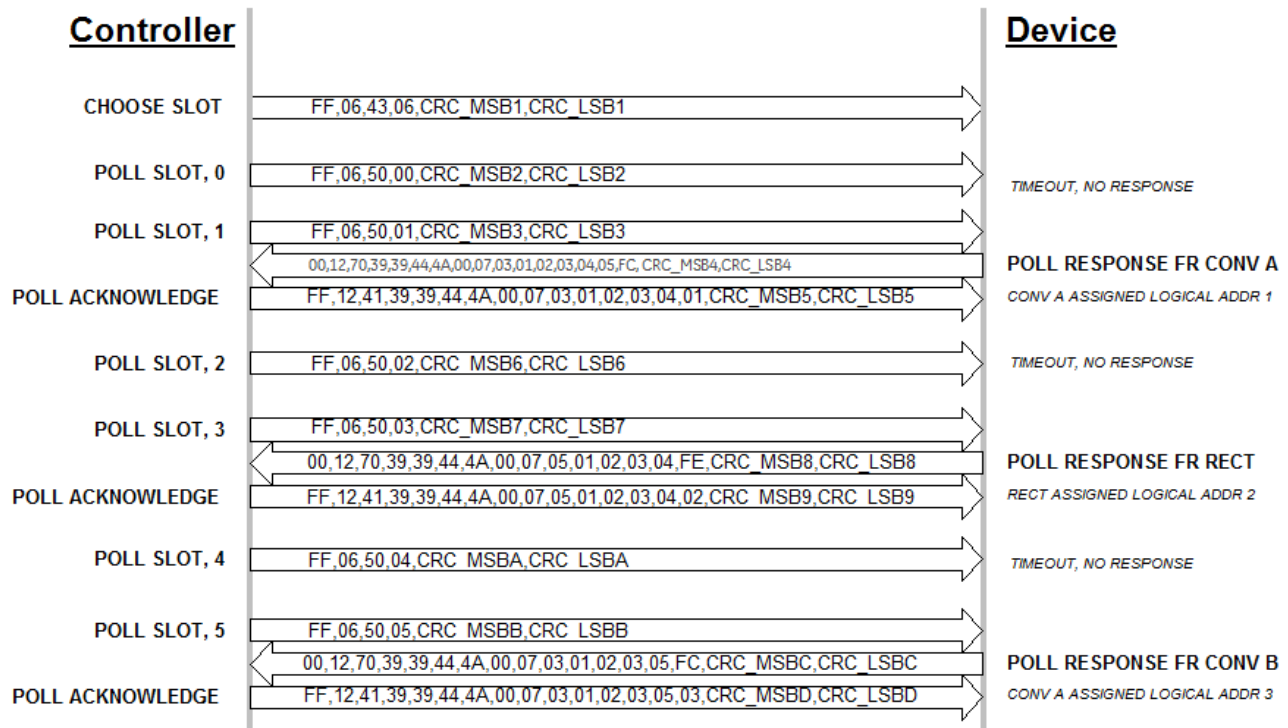 Controller Device
CHOOSE SLOT FF,06,43,06,CRC_MSB1,CRC_LSB1
POLL SLOT, 0 FF,06,50,00,CRC_MSB2,CRC_LSB2 TIMEOUT, NO RESPONSE
POLL SLOT, 1 FF,06,50,01,CRC_MSB3,CRC_LSB3
00,12,70,39,39,44,4A,00,07,03,01,02,03,04,05,FC, CRC_MSB4,CRC_LSB4 POLL RESPONSE FR CONV A
POLL ACKNOWLEDGE FF,12,41,39,39,44,4A,00,07,03,01,02,03,04,01,CRC_MSB5,CRC_LSB5 CONV A ASSIGNED LOGICAL ADDR 1
POLL SLOT, 2 FF,06,50,02,CRC_MSB6,CRC_LSB6 TIMEOUT, NO RESPONSE
POLL SLOT, 3 FF,06,50,03,CRC_MSB7,CRC_LSB7
00,12,70,39,39,44,4A,00,07,05,01,02,03,04,FE,CRC_MSB8,CRC_LSB8 POLL RESPONSE FR RECT
POLL ACKNOWLEDGE FF,12,41,39,39,44,4A,00,07,05,01,02,03,04,02,CRC_MSB9,CRC_LSB9 RECT ASSIGNED LOGICAL ADDR 2
POLL SLOT, 4 FF,06,50,04,CRC_MSBA,CRC_LSBA TIMEOUT, NO RESPONSE
POLL SLOT, 5 FF,06,50,05,CRC_MSBB,CRC_LSBB
00,12,70,39,39,44,4A,00,07,03,01,02,03,05,FC,CRC_MSBC,CRC_LSBC POLL RESPONSE FR CONV B
POLL ACKNOWLEDGE FF,12,41,39,39,44,4A,00,07,03,01,02,03,05,03,CRC_MSBD,CRC_LSBD CONV A ASSIGNED LOGICAL ADDR 3